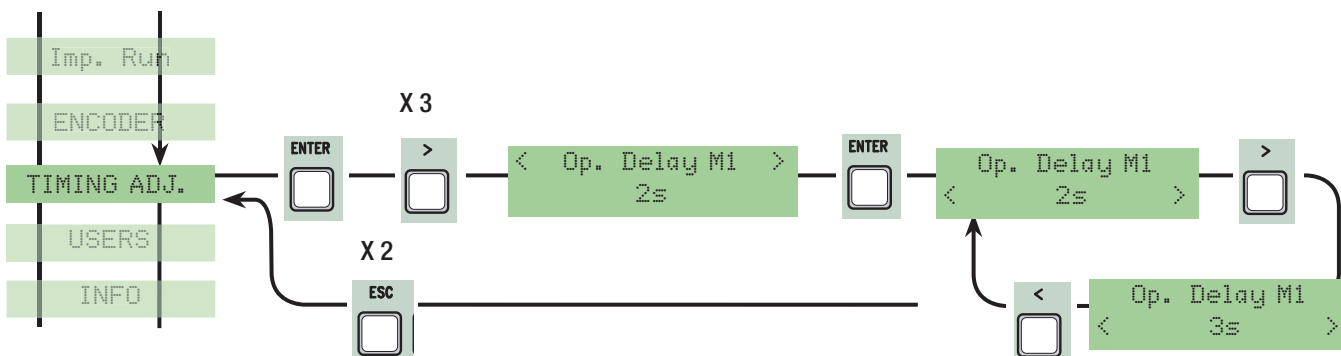 Imp. Run
ENCODER
TIMING ADJ.
USERS
INFO
ENTER
X 3
>
< Op. Delay M1 >
2s
ENTER
Op. Delay M1
< 2s >
>
Op. Delay M1
< 3s >
<
X 2
ESC